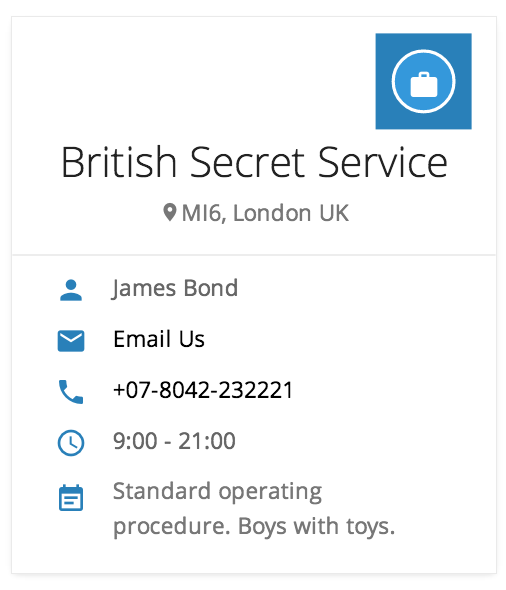 British Secret Service
MI6, London UK
James Bond
Email Us
+07-8042-232221
9:00 - 21:00
Standard operating
procedure. Boys with toys.